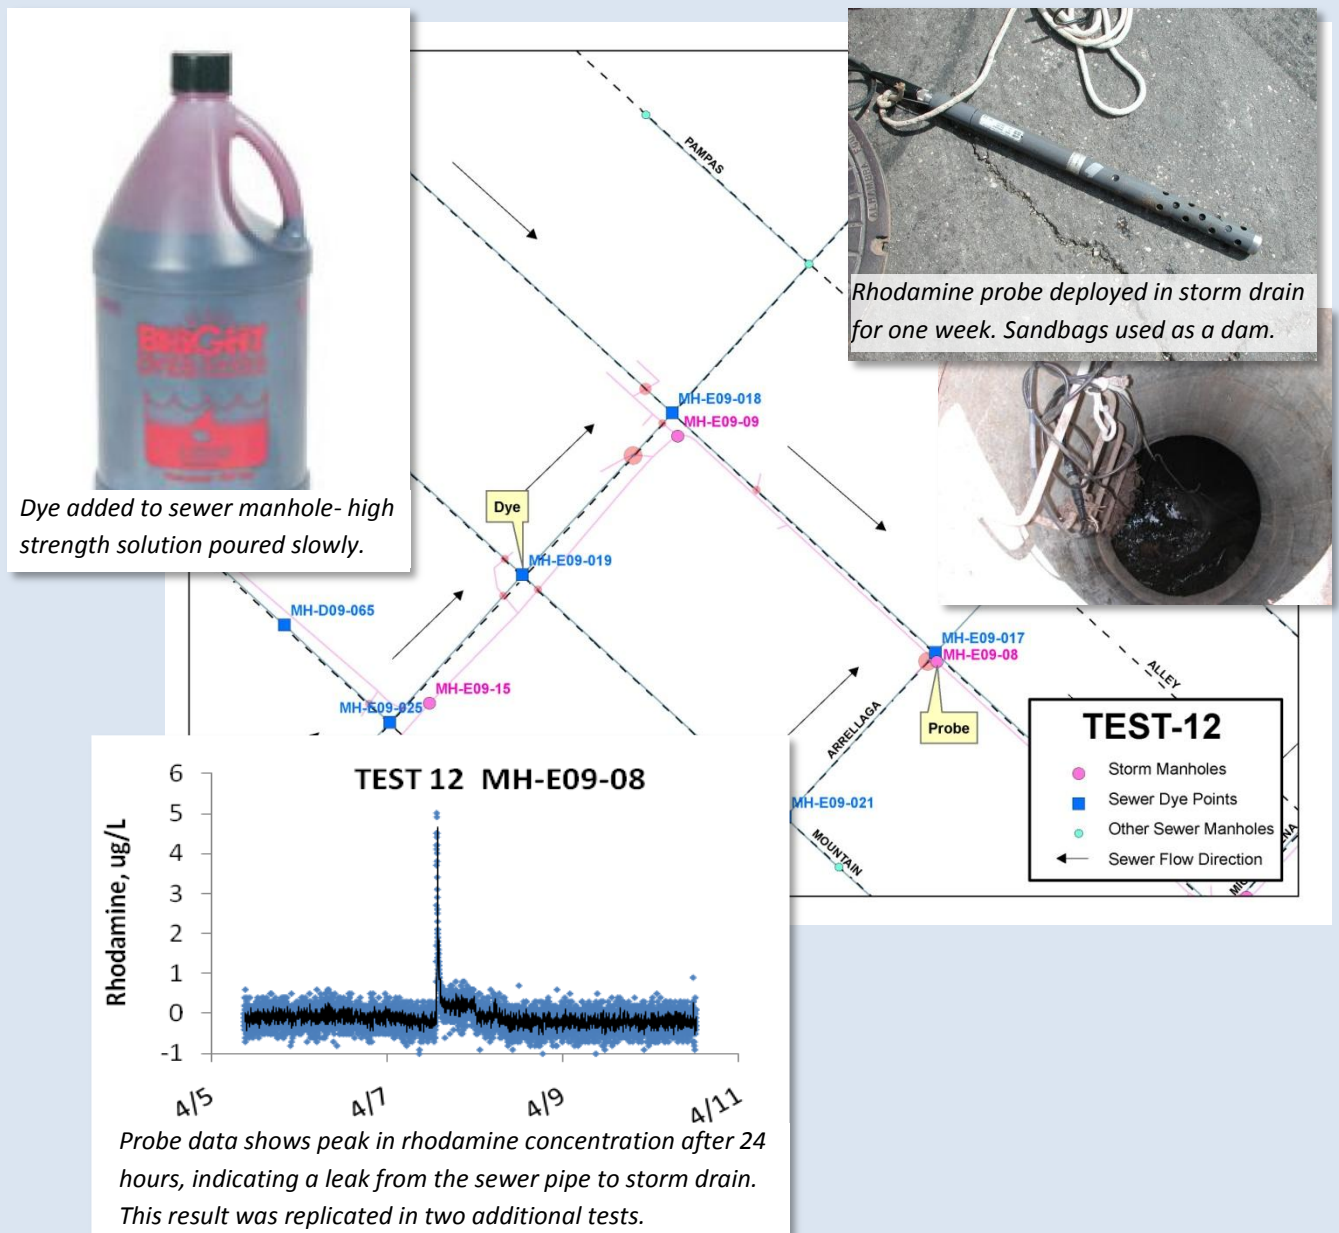 BRIGHT
Dye added to sewer manhole- high
strength solution poured slowly.
Rhodamine probe deployed in storm drain
for one week. Sandbags used as a dam.
PAMPAS
MH-E09-018
MH-E09-09
Dye
MH-E09-019
MH-D09-065
MH-E09-15
MH-E09-025
MH-E09-017
MH-E09-08
Probe
ARRELLAGA
ALLEY
MH-E09-021
MOUNTAIN
TEST-12
Storm Manholes
Sewer Dye Points
Other Sewer Manholes
Sewer Flow Direction
TEST 12 MH-E09-08
Rhodamine, ug/L
6
5
4
3
2
1
0
-1
4/5
4/7
4/9
4/11
Probe data shows peak in rhodamine concentration after 24
hours, indicating a leak from the sewer pipe to storm drain.
This result was replicated in two additional tests.